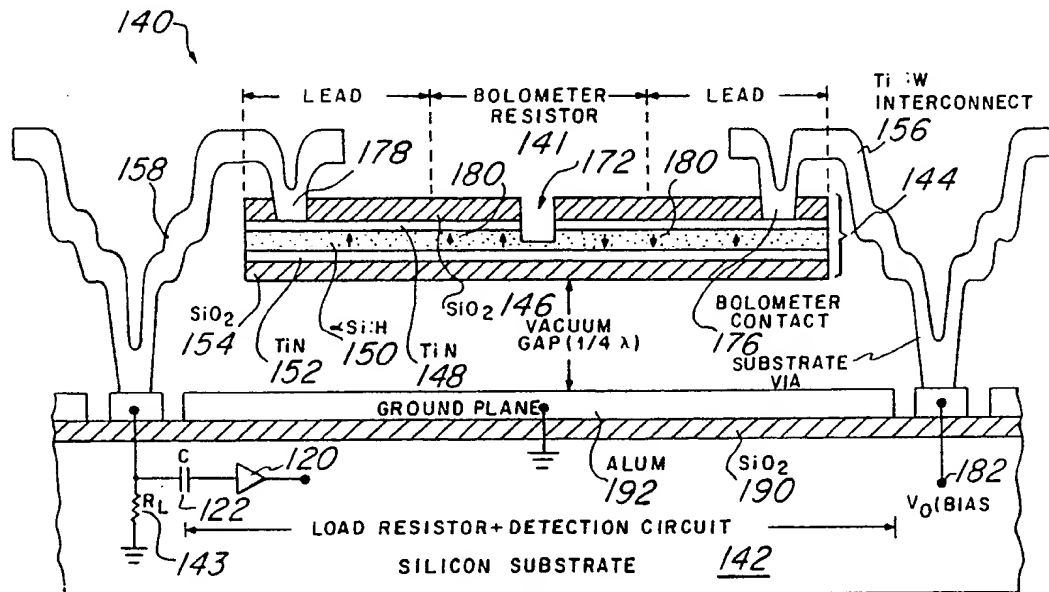 140
LEAD
BOLOMETER
RESISTOR
141
LEAD
Ti :W
INTERCONNECT
156
178
172
180
180
144
158
SiO2
154
TiN
152
αSi:H
150
TiN
148
SiO2 146
VACUUM
GAP (1/4 λ)
BOLOMETER
CONTACT
176
SUBSTRATE
VIA
GROUND PLANE
C
120
ALUM
192
SiO2
190
182
RL
122
VO(BIAS
143
LOAD RESISTOR+DETECTION CIRCUIT
SILICON SUBSTRATE
142